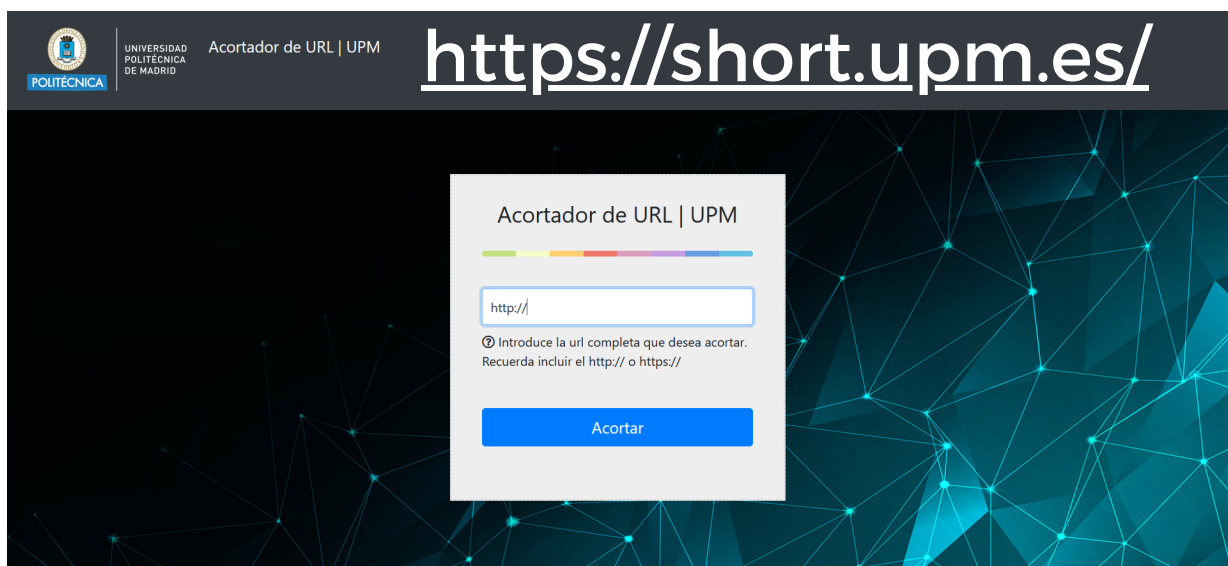 POLITÉCNICA
UNIVERSIDAD
POLITÉCNICA
DE MADRID
Acortador de URL | UPM
https://short.upm.es/
Acortador de URL | UPM
http://
Introduce la url completa que desea acortar.
Recuerda incluir el http:// o https://
Acortar